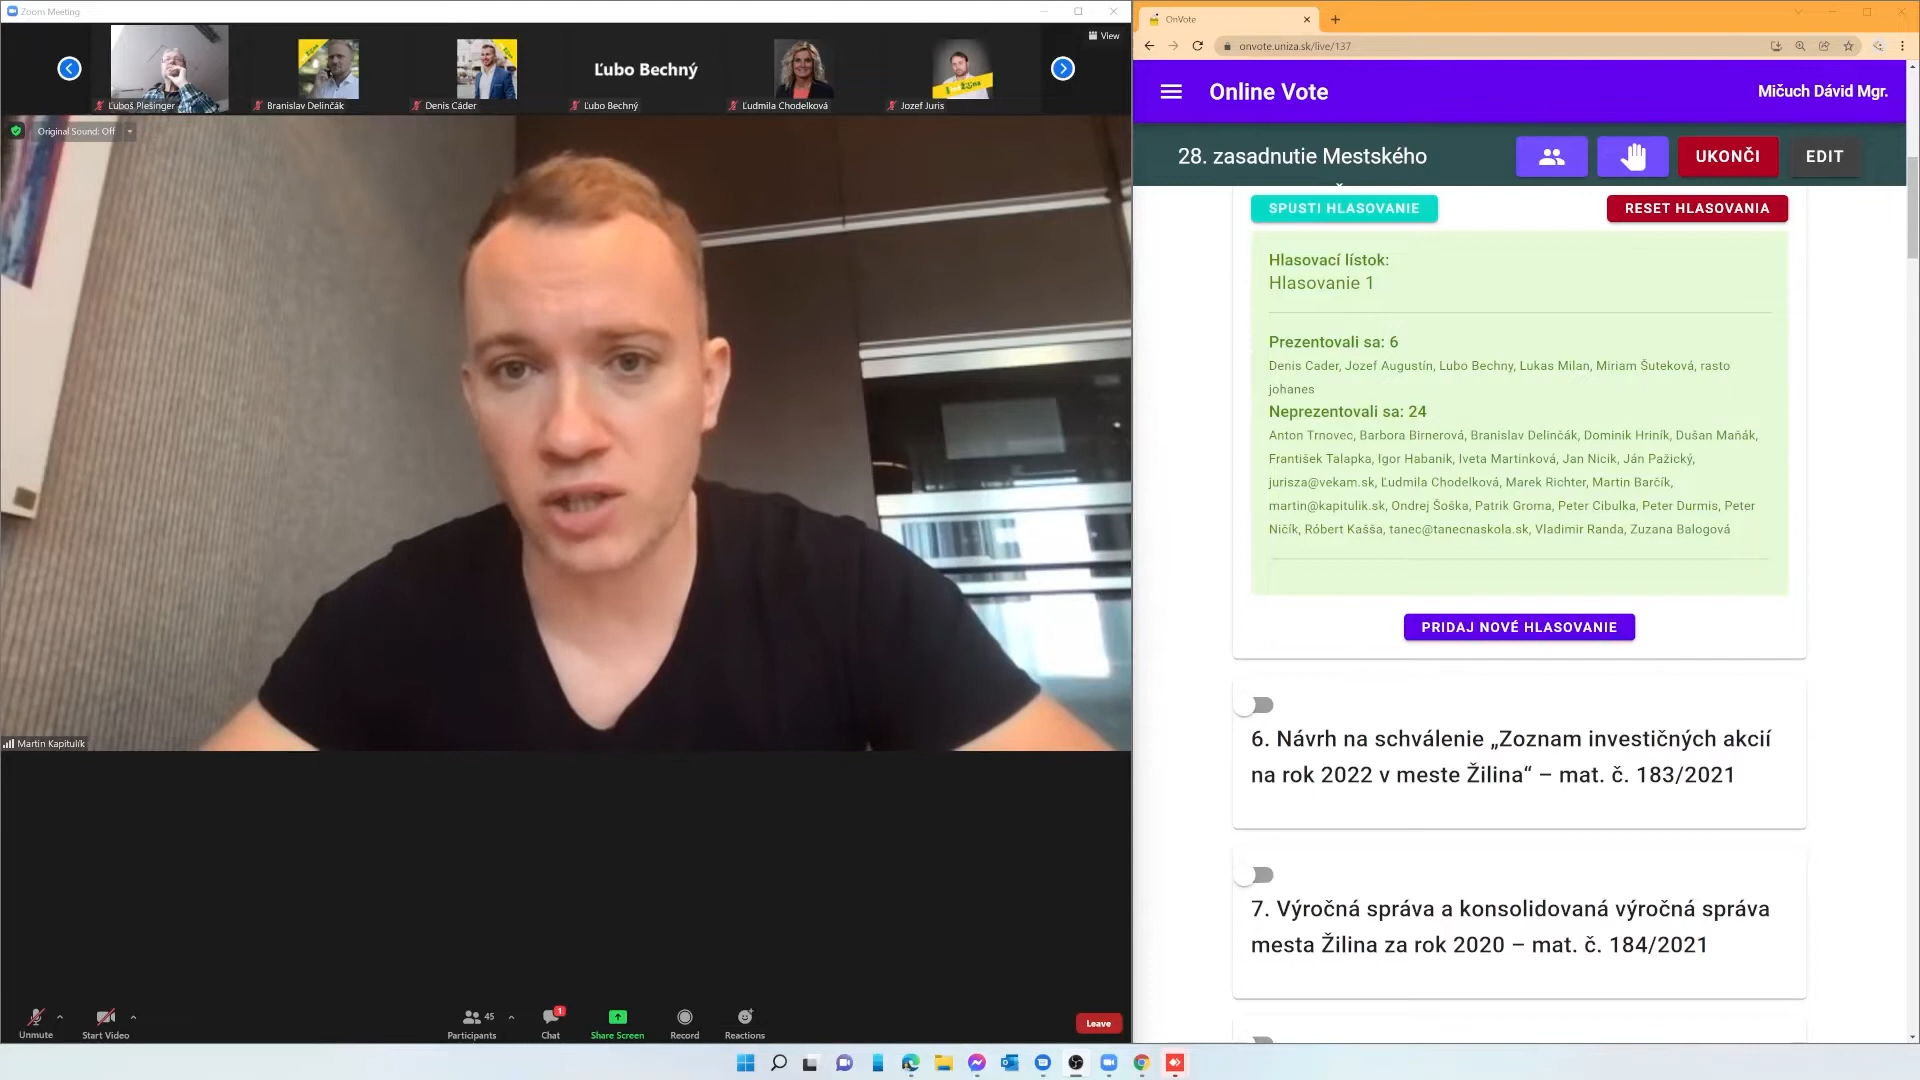 Zoom Meeting
View
Ľubo Bechný
Ľuboš Plešinger
Branislav Delinčák
Denis Cáder
Ľubo Bechný
Ľudmila Chodelková
Jozef Juris
Original Sound: Off
Martin Kapitulík
Unmute
Start Video
45
Participants
1
Chat
Share Screen
Record
Reactions
Leave
OnVote
onvote.uniza.sk/live/137
Online Vote
Mičuch Dávid Mgr.
28. zasadnutie Mestského
UKONČI
EDIT
SPUSTI HLASOVANIE
RESET HLASOVANIA
Hlasovací lístok:
Hlasovanie 1
Prezentovali sa: 6
Denis Cader, Jozef Augustín, Lubo Bechny, Lukas Milan, Miriam Šuteková, rasto
johanes
Neprezentovali sa: 24
Anton Trnovec, Barbora Birnerová, Branislav Delinčák, Dominik Hriník, Dušan Maňák,
František Talapka, Igor Habanik, Iveta Martinková, Jan Nicik, Ján Pažický,
jurisza@vekam.sk, Ľudmila Chodelková, Marek Richter, Martin Barčík,
martin@kapitulik.sk, Ondrej Šoška, Patrik Groma, Peter Cibulka, Peter Durmis, Peter
Ničík, Róbert Kašša, tanec@tanecnaskola.sk, Vladimir Randa, Zuzana Balogová
PRIDAJ NOVÉ HLASOVANIE
6. Návrh na schválenie „Zoznam investičných akcií
na rok 2022 v meste Žilina“ – mat. č. 183/2021
7. Výročná správa a konsolidovaná výročná správa
mesta Žilina za rok 2020 – mat. č. 184/2021